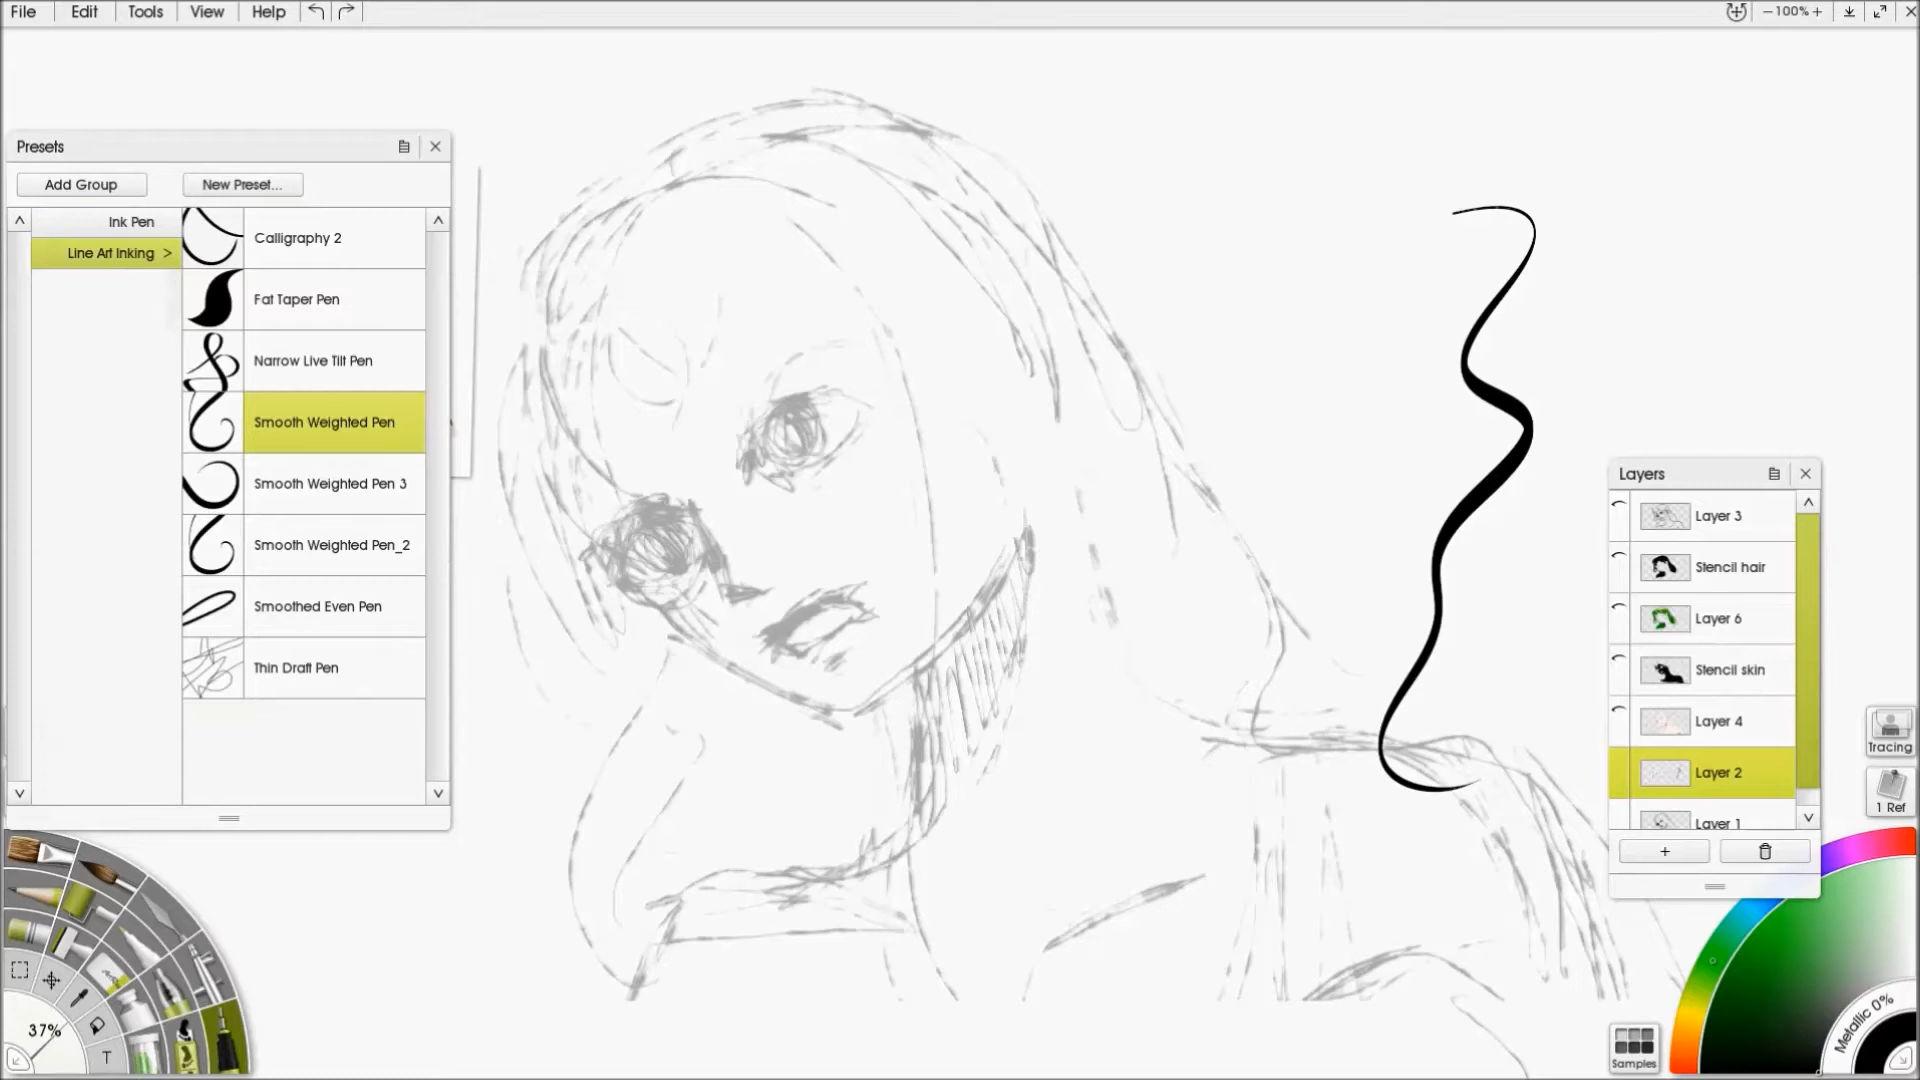 File Edit Tools View Help
100%
Presets
Add Group New Preset...
Ink Pen
Line Art Inking >
Calligraphy 2
Fat Taper Pen
Narrow Live Tilt Pen
Smooth Weighted Pen
Smooth Weighted Pen 3
Smooth Weighted Pen_2
Smoothed Even Pen
Thin Draft Pen
Layers
Layer 3
Stencil hair
Layer 6
Stencil skin
Layer 4
Layer 2
Layer 1
Tracing
1 Ref
37%
T
Samples
Metallic 0%